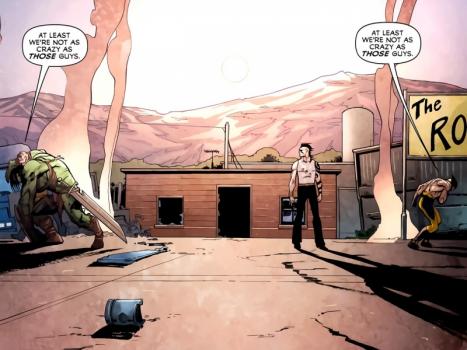 AT LEAST
WE'RE NOT AS
CRAZY AS
THOSE GUYS.
AT LEAST
WE'RE NOT AS
CRAZY AS
THOSE GUYS.
The
RO